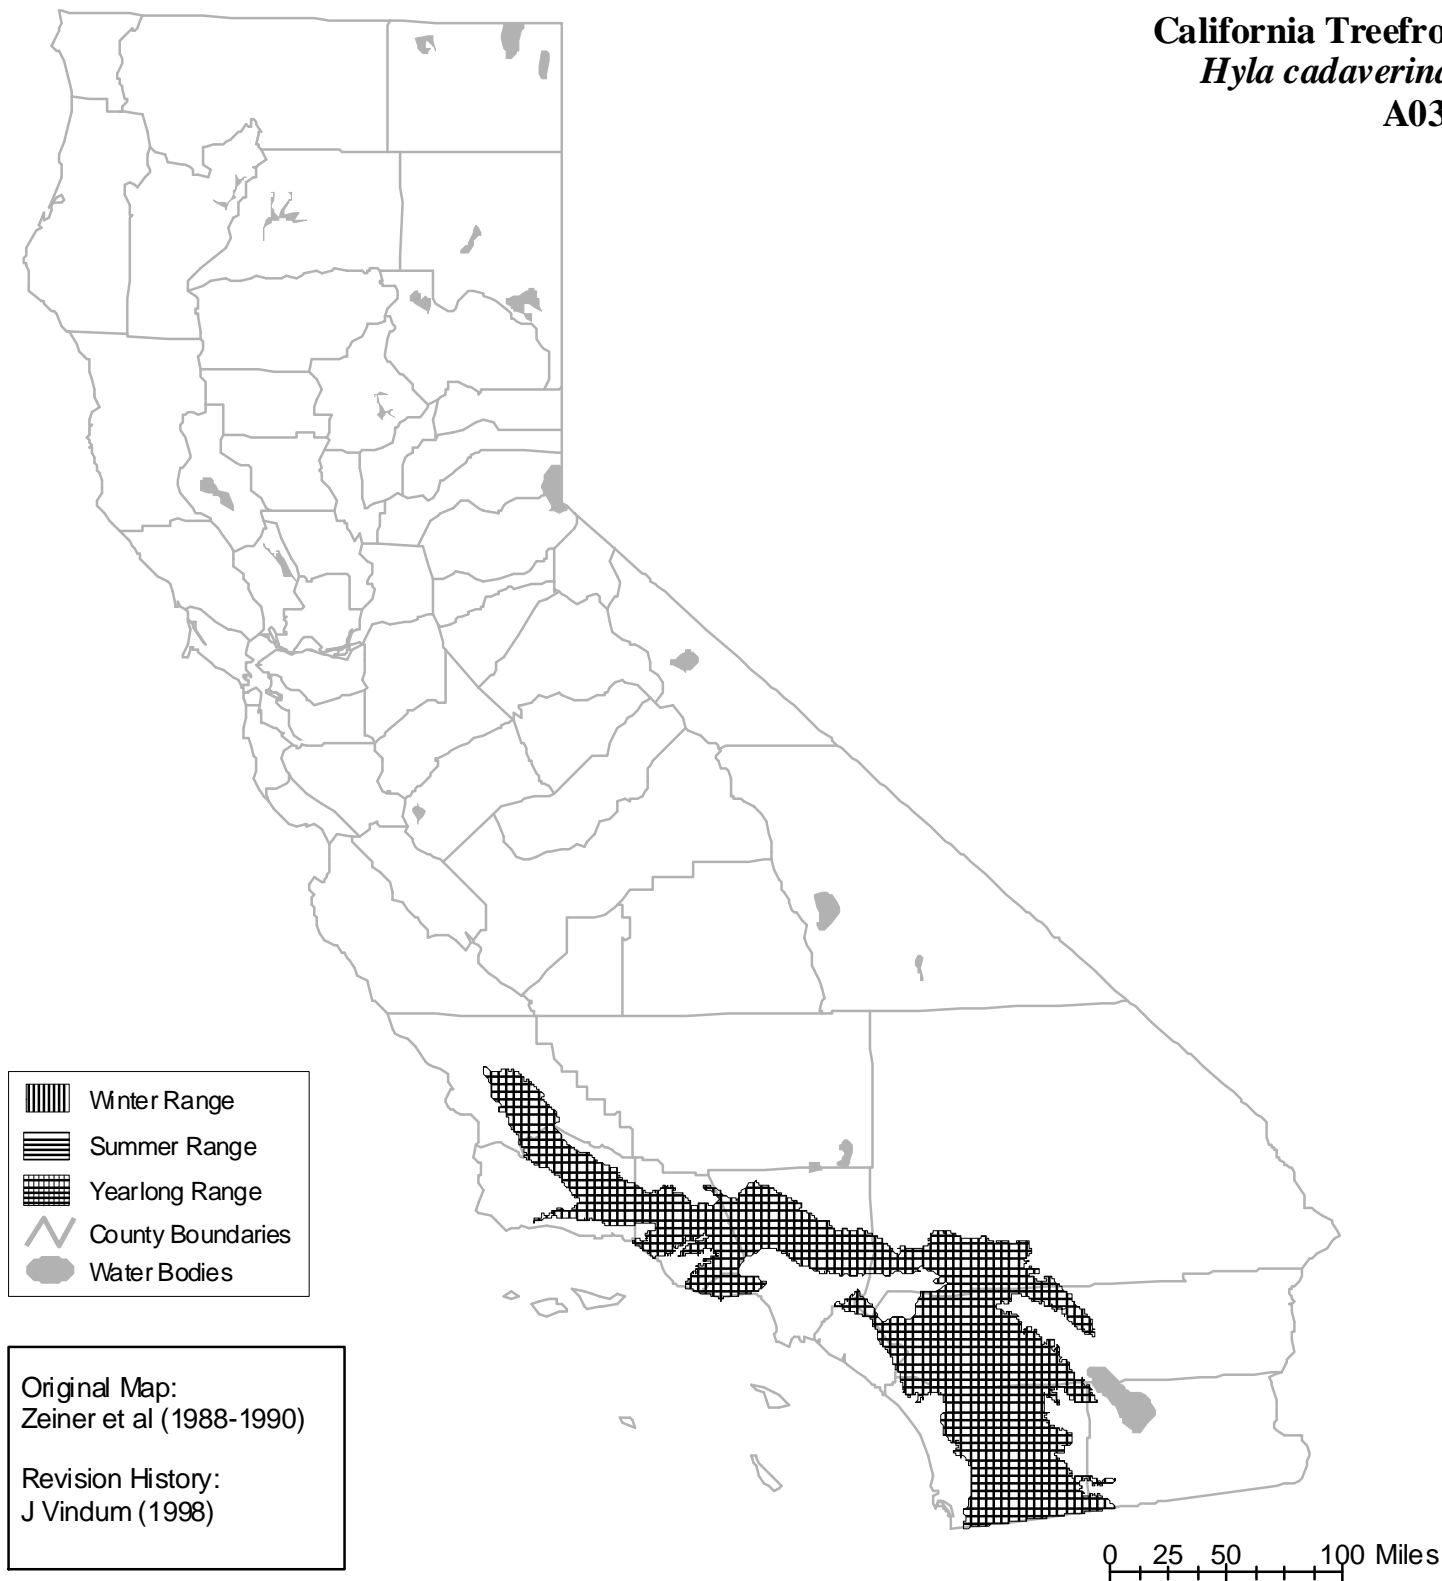 California Treefro
Hyla cadaverina
A03
Winter Range
Summer Range
Yearlong Range
County Boundaries
Water Bodies
Original Map:
Zeiner et al (1988-1990)
Revision History:
J Vindum (1998)
0 25 50 100 Miles